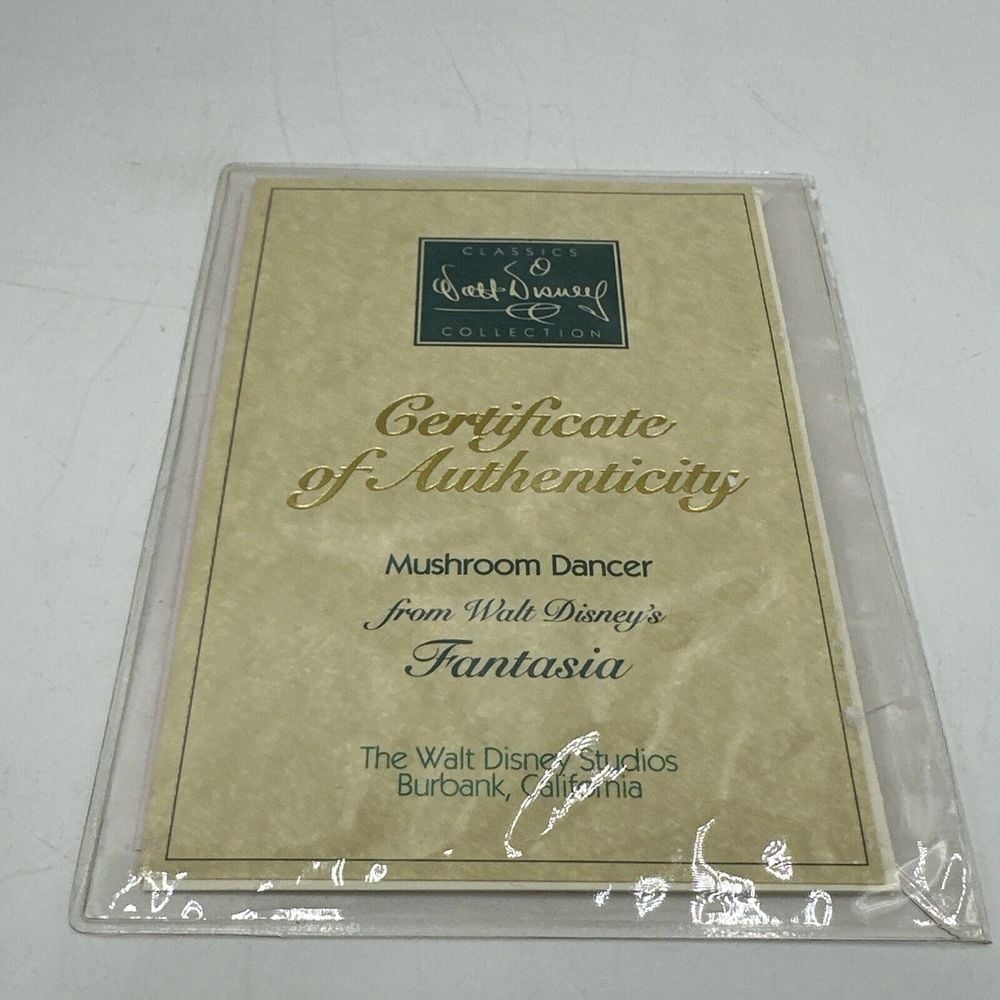 CLASSICS
Walt Disney
COLLECTION
Certificate
of Authenticity
Mushroom Dancer
from Walt Disney's
Fantasia
The Walt Disney Studios
Burbank, California